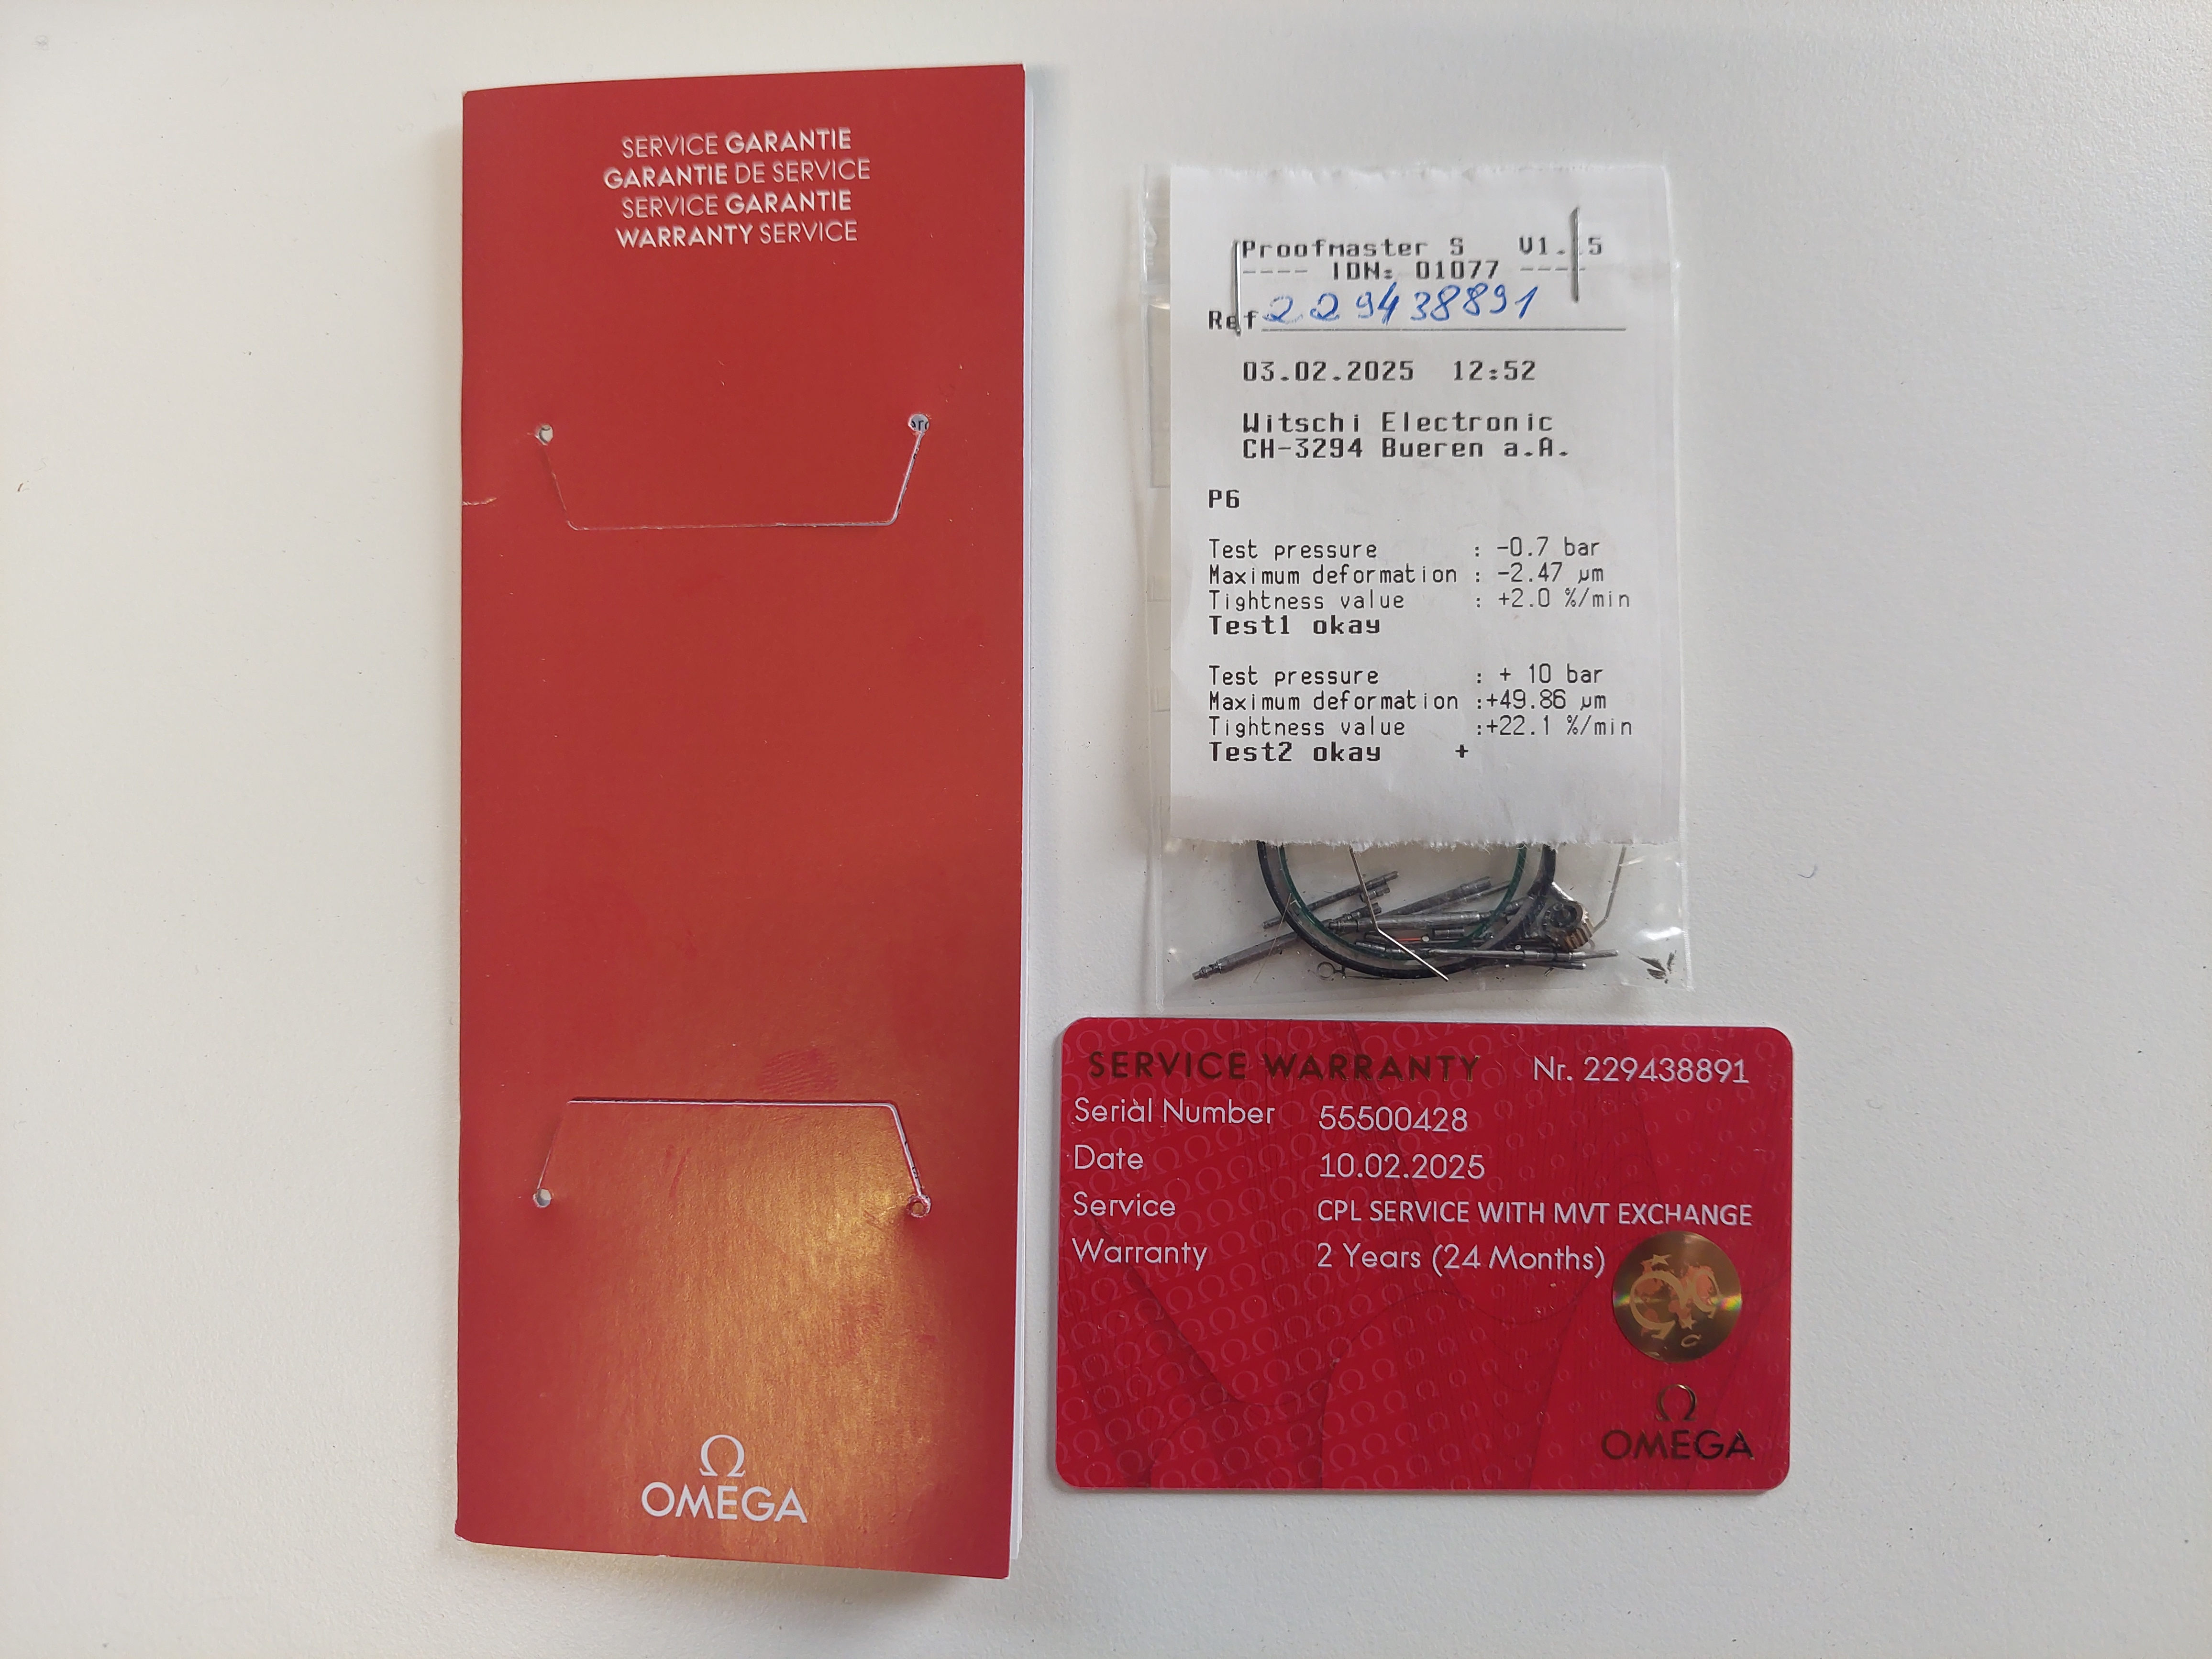 SERVICE GARANTIE
GARANTIE DE SERVICE
SERVICE GARANTIE
WARRANTY SERVICE
Ω
OMEGA
Proofmaster S V1. 5
---- IDN: 01077 ----
Ref 229438891
03.02.2025 12:52
Witschi Electronic
CH-3294 Bueren a.A.
P6
Test pressure : -0.7 bar
Maximum deformation : -2.47 µm
Tightness value : +2.0 %/min
Test1 okay
Test pressure : + 10 bar
Maximum deformation :+49.86 µm
Tightness value :+22.1 %/min
Test2 okay +
SERVICE WARRANTY Nr. 229438891
Serial Number 55500428
Date 10.02.2025
Service CPL SERVICE WITH MVT EXCHANGE
Warranty 2 Years (24 Months)
Ω
OMEGA